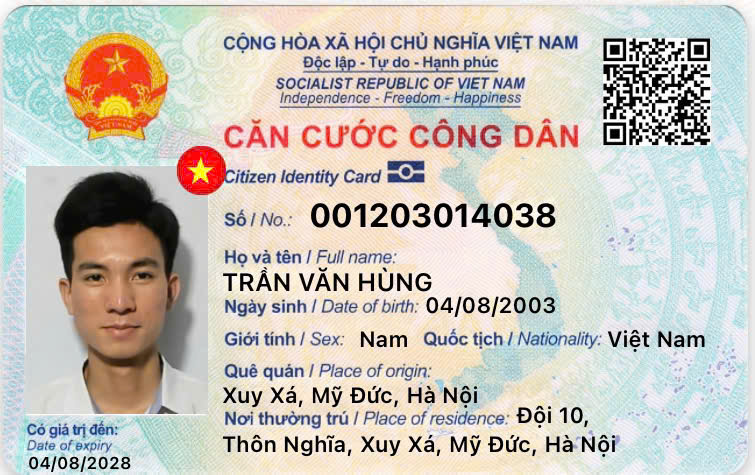 CỘNG HÒA XÃ HỘI CHỦ NGHĨA VIỆT NAM
Độc lập - Tự do - Hạnh phúc
SOCIALIST REPUBLIC OF VIET NAM
Independence - Freedom - Happiness
CĂN CƯỚC CÔNG DÂN
Citizen Identity Card
Số / No.: 001203014038
Họ và tên / Full name:
TRẦN VĂN HÙNG
Ngày sinh / Date of birth: 04/08/2003
Giới tính / Sex: Nam Quốc tịch / Nationality: Việt Nam
Quê quán / Place of origin:
Xuy Xá, Mỹ Đức, Hà Nội
Nơi thường trú / Place of residence: Đội 10,
Thôn Nghĩa, Xuy Xá, Mỹ Đức, Hà Nội
Có giá trị đến:
Date of expiry
04/08/2028